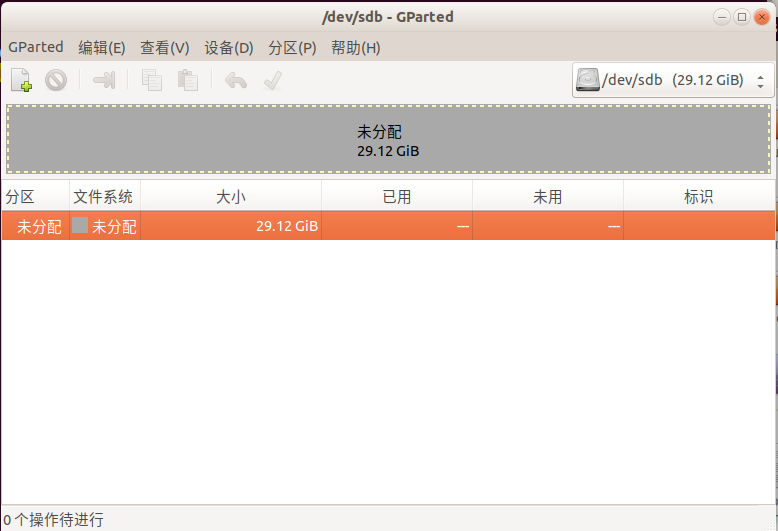 /dev/sdb - GParted
GParted 编辑(E) 查看(V) 设备(D) 分区(P) 帮助(H)
/dev/sdb (29.12 GiB)
未分配
29.12 GiB
分区 文件系统 大小 已用 未用 标识
未分配 未分配 29.12 GiB --- ---
0 个操作待进行